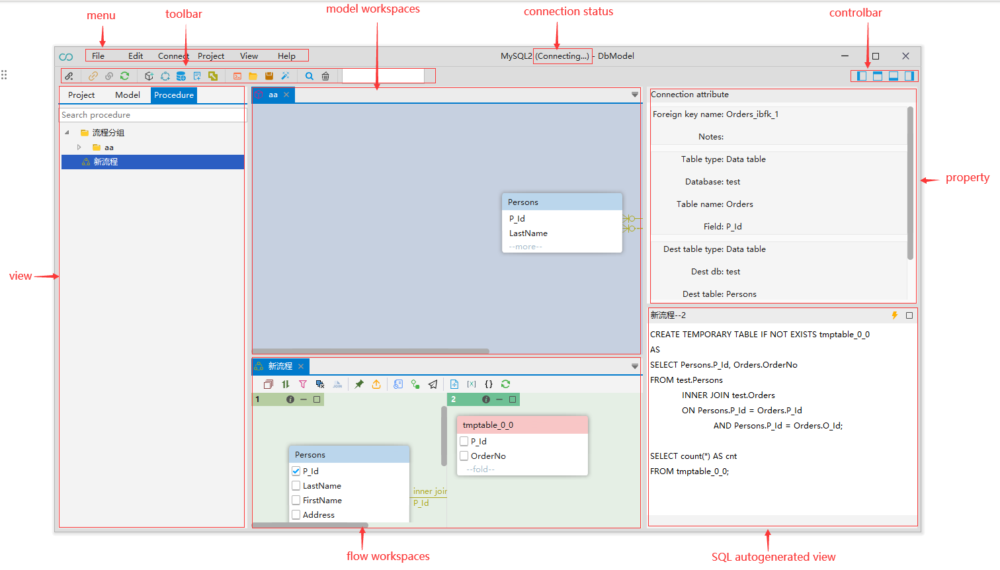 menu
toolbar
model workspaces
connection status
controlbar
File Edit Connect Project View Help
MySQL2 (Connecting...) - DbModel
Project Model Procedure
Search procedure
流程分组
aa
新流程
view
aa
Persons
P_Id
LastName
--more--
Connection attribute
Foreign key name: Orders_ibfk_1
Notes:
Table type: Data table
Database: test
Table name: Orders
Field: P_Id
Dest table type: Data table
Dest db: test
Dest table: Persons
property
新流程
JOIN
[x] {}
1
2
Persons
P_Id
LastName
FirstName
Address
inner join
P_Id
tmptable_0_0
P_Id
OrderNo
--fold--
新流程--2
CREATE TEMPORARY TABLE IF NOT EXISTS tmptable_0_0
AS
SELECT Persons.P_Id, Orders.OrderNo
FROM test.Persons
INNER JOIN test.Orders
ON Persons.P_Id = Orders.P_Id
AND Persons.P_Id = Orders.O_Id;
SELECT count(*) AS cnt
FROM tmptable_0_0;
flow workspaces
SQL autogenerated view